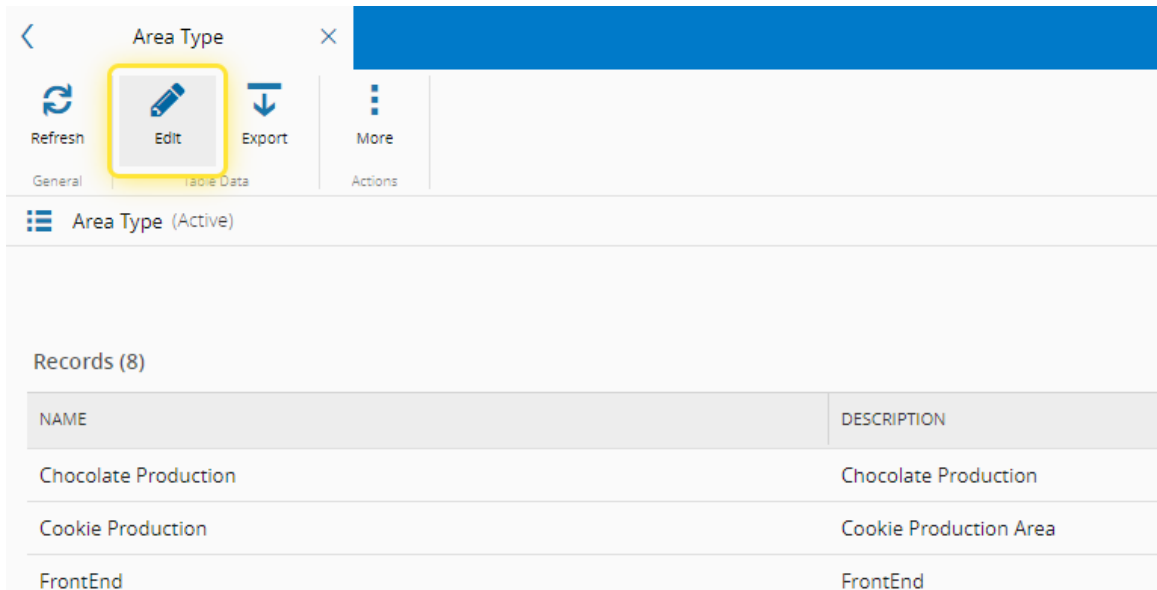 Area Type
Refresh Edit Export More
General Table Data Actions
Area Type (Active)
Records (8)
NAME DESCRIPTION
Chocolate Production Chocolate Production
Cookie Production Cookie Production Area
FrontEnd FrontEnd